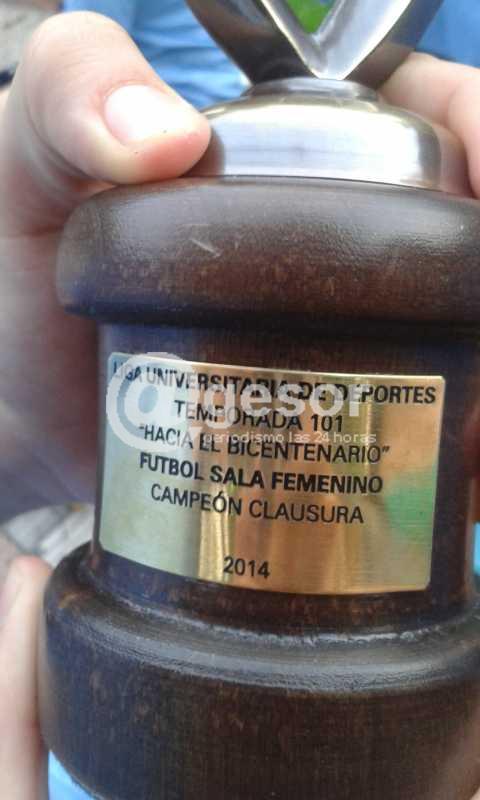 LIGA UNIVERSITARIA DE DEPORTES
TEMPORADA 101
"HACIA EL BICENTENARIO"
FUTBOL SALA FEMENINO
CAMPEÓN CLAUSURA
2014
@gesor
periodismo las 24 horas